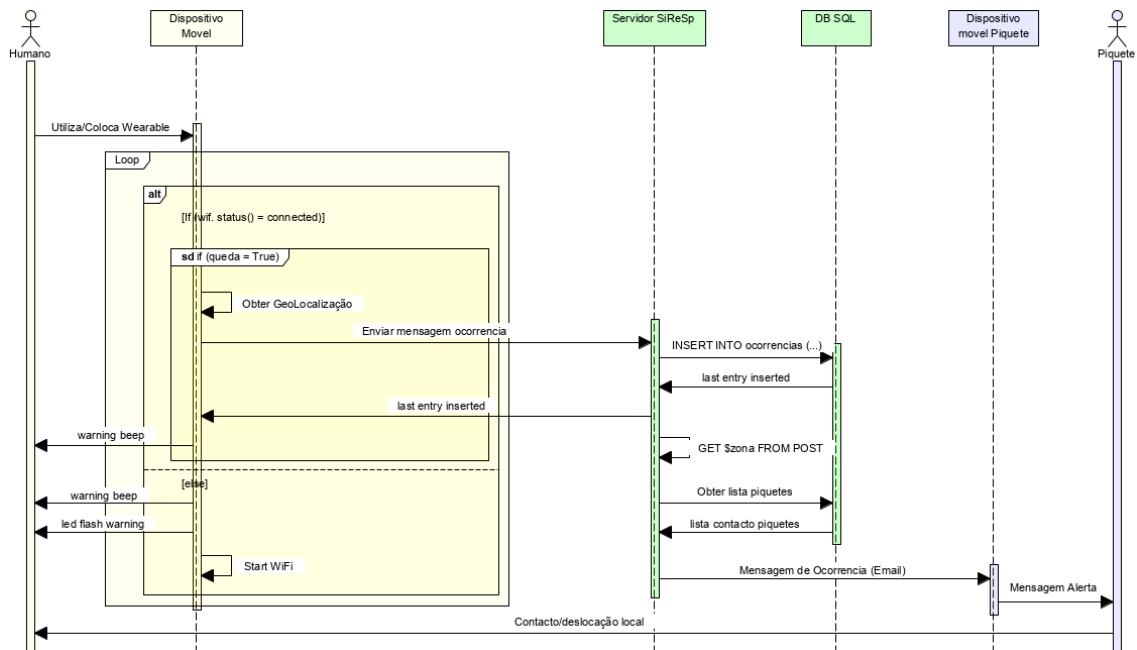 Humano
Dispositivo
Movel
Servidor SiReSp
DB SQL
Dispositivo
movel Piquete
Piquete
Utiliza/Coloca Wearable
Loop
alt
[If (wif. status() = connected)]
sd if (queda = True)
Obter GeoLocalização
Enviar mensagem ocorrencia
INSERT INTO ocorrencias (...)
last entry inserted
last entry inserted
warning beep
GET $zona FROM POST
[else]
warning beep
Obter lista piquetes
led flash warning
lista contacto piquetes
Start WiFi
Mensagem de Ocorrencia (Email)
Mensagem Alerta
Contacto/deslocação local